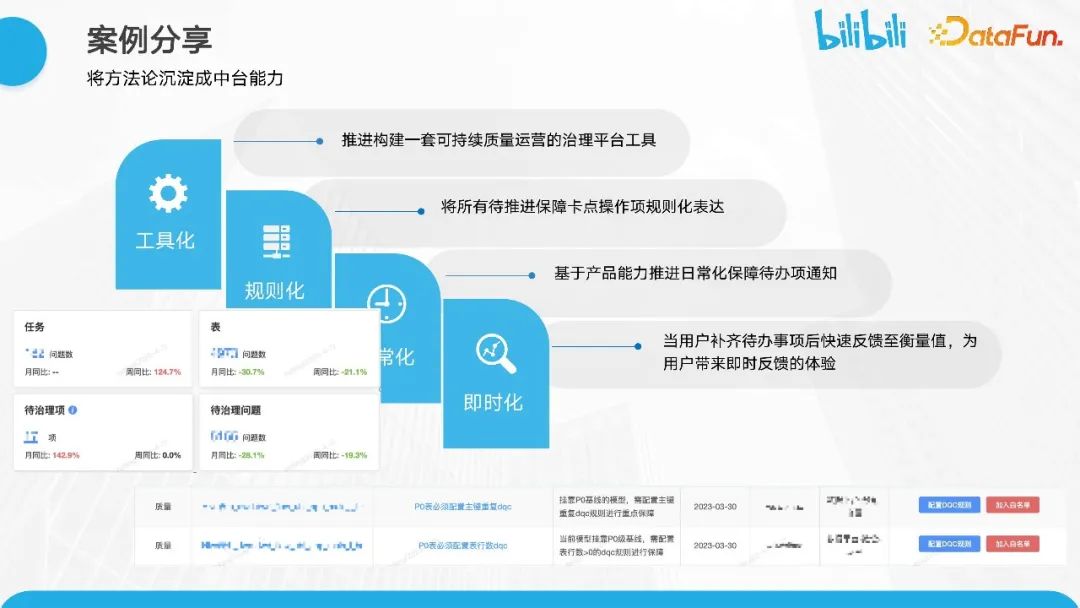 案例分享
bilibili
DataFun.
将方法论沉淀成中台能力
推进构建一套可持续质量运营的治理平台工具
工具化
将所有待推进保障卡点操作项规则化表达
规则化
基于产品能力推进日常化保障待办项通知
常化
当用户补齐待办事项后快速反馈至衡量值，为
用户带来即时反馈的体验
即时化
任务
问题数
月同比: -- 周同比: 124.7%
表
问题数
月同比: -30.7% 周同比: -21.1%
待治理项
项
月同比: 142.9% 周同比: 0.0%
待治理问题
问题数
月同比: -28.1% 周同比: -19.3%
质量 P0表必须配置主键重复dqc 挂靠P0基线的模型，需配置主键 2023-03-30 配置DQC规则 加入白名单
重复dqc规则进行重点保障
质量 P0表必须配置表行数dqc 当前模型挂靠P0级基线，需配置 2023-03-30 配置DQC规则 加入白名单
表行数>0的dqc规则进行保障